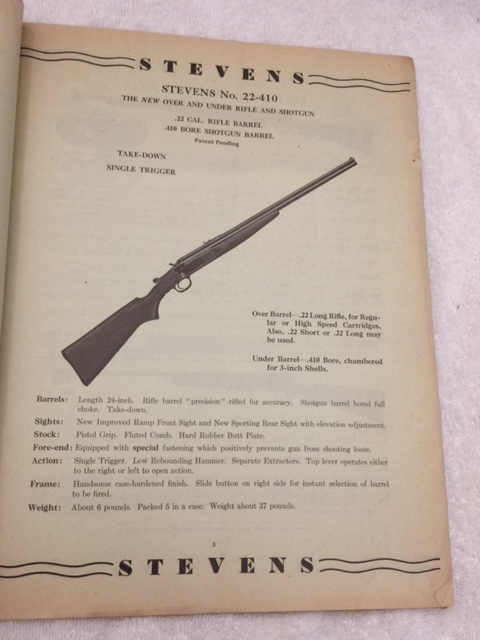 STEVENS
STEVENS No. 22-410
THE NEW OVER AND UNDER RIFLE AND SHOTGUN
.22 CAL. RIFLE BARREL
.410 BORE SHOTGUN BARREL
Patent Pending
TAKE-DOWN
SINGLE TRIGGER
Over Barrel—.22 Long Rifle, for Regu-
lar or High Speed Cartridges.
Also, .22 Short or .22 Long may
be used.
Under Barrel—.410 Bore, chambered
for 3-inch Shells.
Barrels: Length 24-inch. Rifle barrel "precision" rifled for accuracy. Shotgun barrel bored full
choke. Take-down.
Sights: New Improved Ramp Front Sight and New Sporting Rear Sight with elevation adjustment.
Stock: Pistol Grip. Fluted Comb. Hard Rubber Butt Plate.
Fore-end: Equipped with special fastening which positively prevents gun from shooting loose.
Action: Single Trigger. Low Rebounding Hammer. Separate Extractors. Top lever operates either
to the right or left to open action.
Frame: Handsome case-hardened finish. Slide button on right side for instant selection of barrel
to be fired.
Weight: About 6 pounds. Packed 5 in a case. Weight about 37 pounds.
3
STEVENS